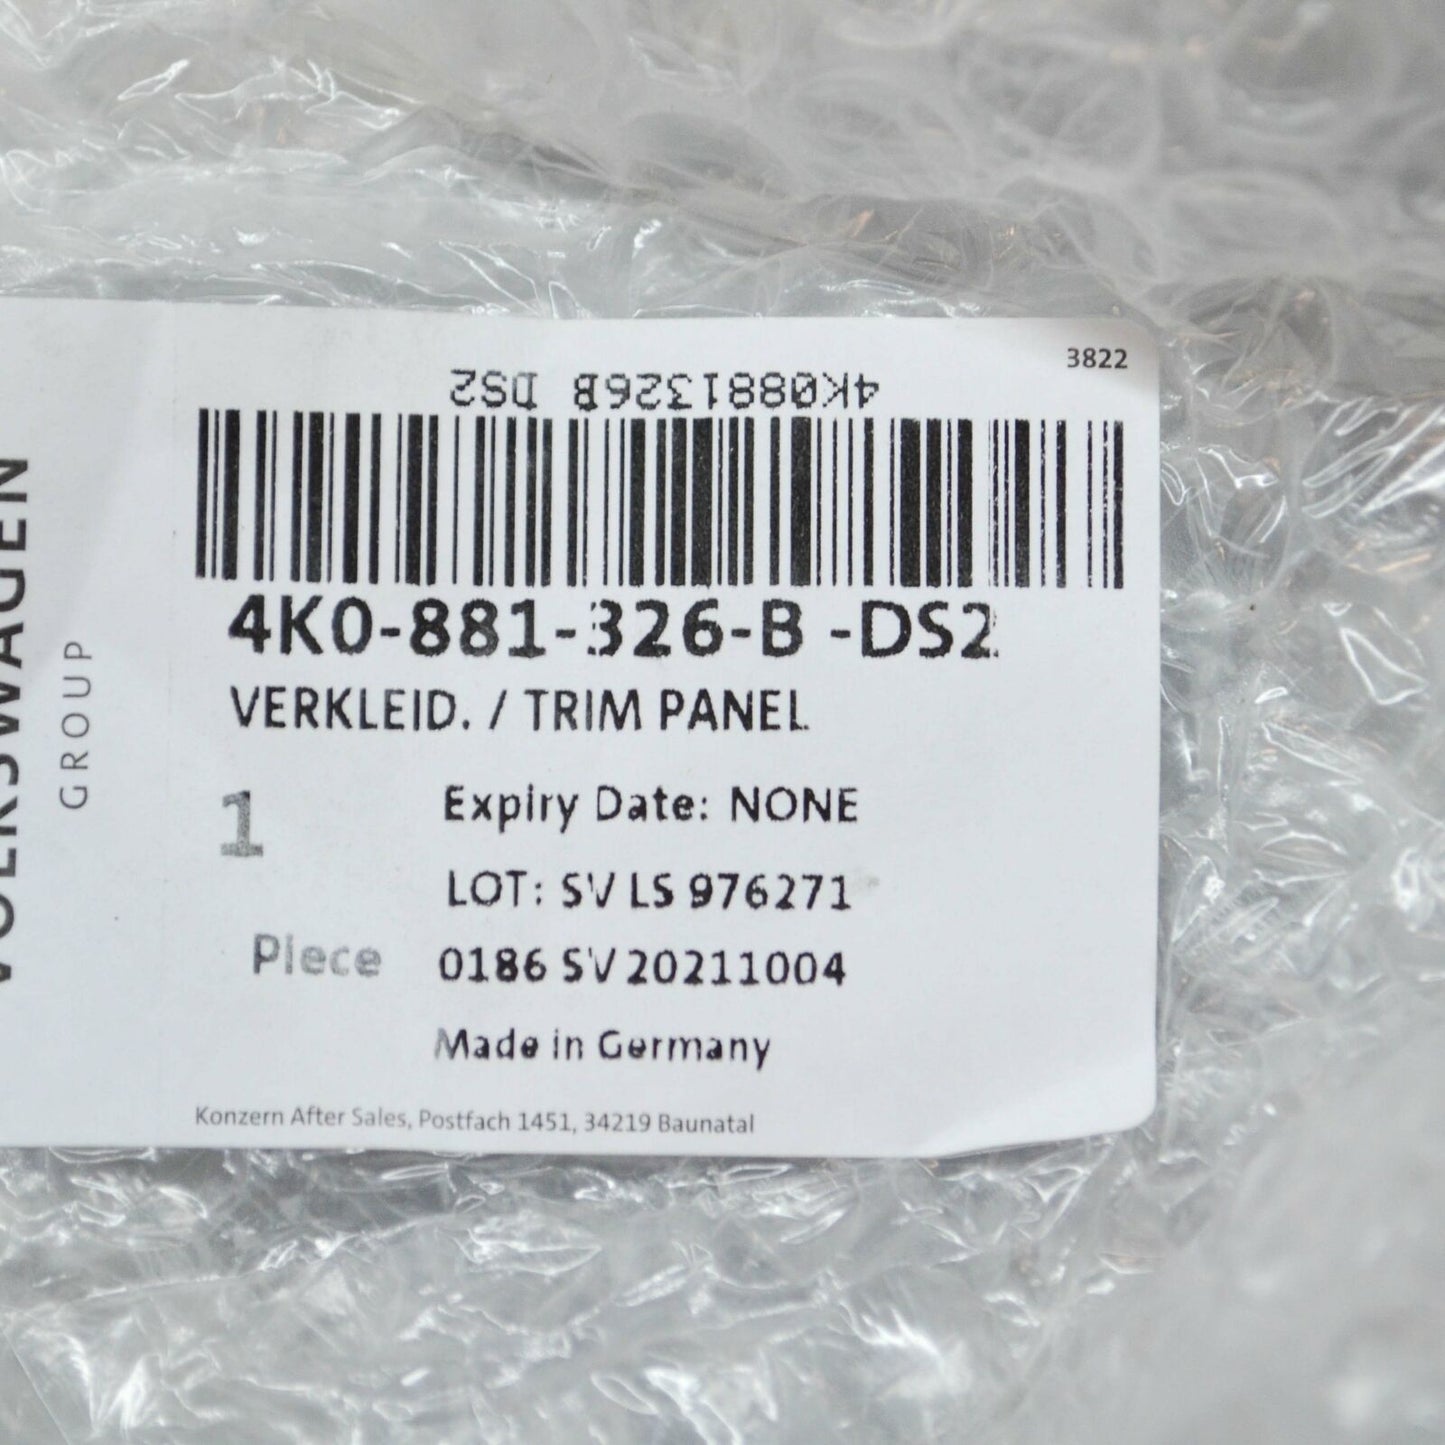 3822
4K0881326B DS2
4K0-881-326-B -DS2
VERKLEID. / TRIM PANEL
1
Piece
Expiry Date: NONE
LOT: SV LS 976271
0186 SV 20211004
Made in Germany
Konzern After Sales, Postfach 1451, 34219 Baunatal
VOLKSWAGEN
GROUP